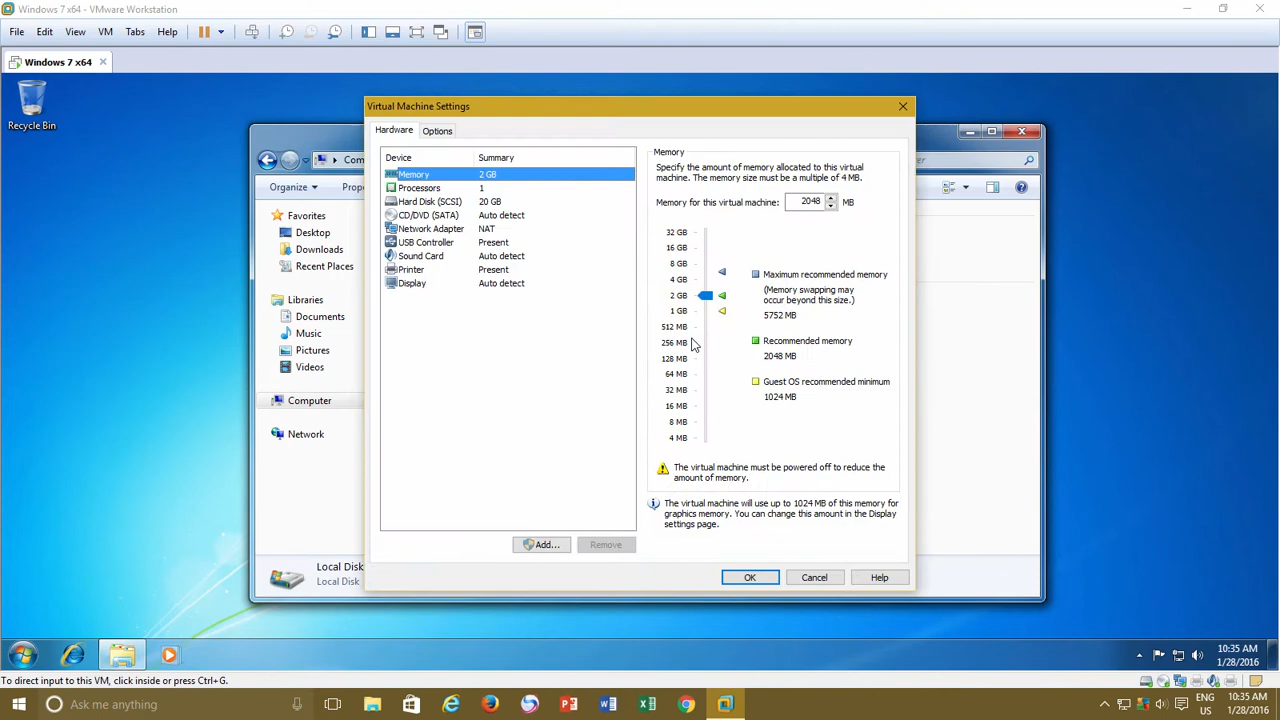 Windows 7 x64 - VMware Workstation
File Edit View VM Tabs Help
Windows 7 x64
Recycle Bin
Virtual Machine Settings
Hardware Options
Device Summary
Memory 2 GB
Processors 1
Hard Disk (SCSI) 20 GB
CD/DVD (SATA) Auto detect
Network Adapter NAT
USB Controller Present
Sound Card Auto detect
Printer Present
Display Auto detect
Add... Remove
Memory
Specify the amount of memory allocated to this virtual
machine. The memory size must be a multiple of 4 MB.
Memory for this virtual machine: 2048 MB
32 GB
16 GB
8 GB
4 GB
2 GB
1 GB
512 MB
256 MB
128 MB
64 MB
32 MB
16 MB
8 MB
4 MB
Maximum recommended memory
(Memory swapping may
occur beyond this size.)
5752 MB
Recommended memory
2048 MB
Guest OS recommended minimum
1024 MB
The virtual machine must be powered off to reduce the
amount of memory.
The virtual machine will use up to 1024 MB of this memory for
graphics memory. You can change this amount in the Display
settings page.
OK Cancel Help
Com
er
Organize Prope
Favorites
Desktop
Downloads
Recent Places
Libraries
Documents
Music
Pictures
Videos
Computer
Network
Local Disk
Local Disk
10:35 AM
1/28/2016
To direct input to this VM, click inside or press Ctrl+G.
Ask me anything
ENG
US
10:35 AM
1/28/2016